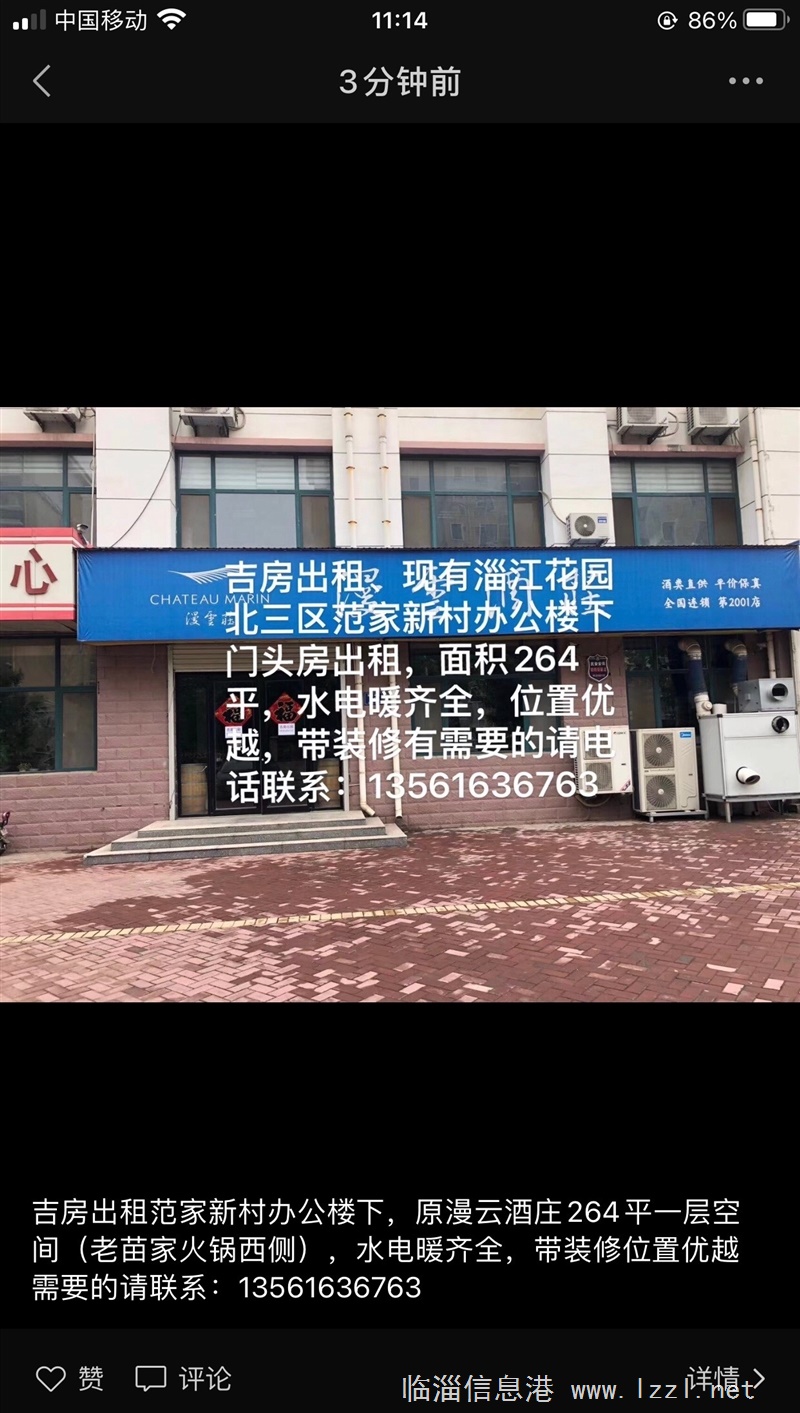 中国移动
11:14
86%
3分钟前
心
CHATEAU MARIN
酒类直供 平价保真
全国连锁 第2001店
吉房出租，现有淄江花园
北三区范家新村办公楼下
门头房出租，面积264
平，水电暖齐全，位置优
越，带装修有需要的请电
话联系：13561636763
福
福
吉房出租范家新村办公楼下，原漫云酒庄264平一层空
间（老苗家火锅西侧），水电暖齐全，带装修位置优越
需要的请联系：13561636763
赞
评论
详情
临淄信息港 www.lzzl.net